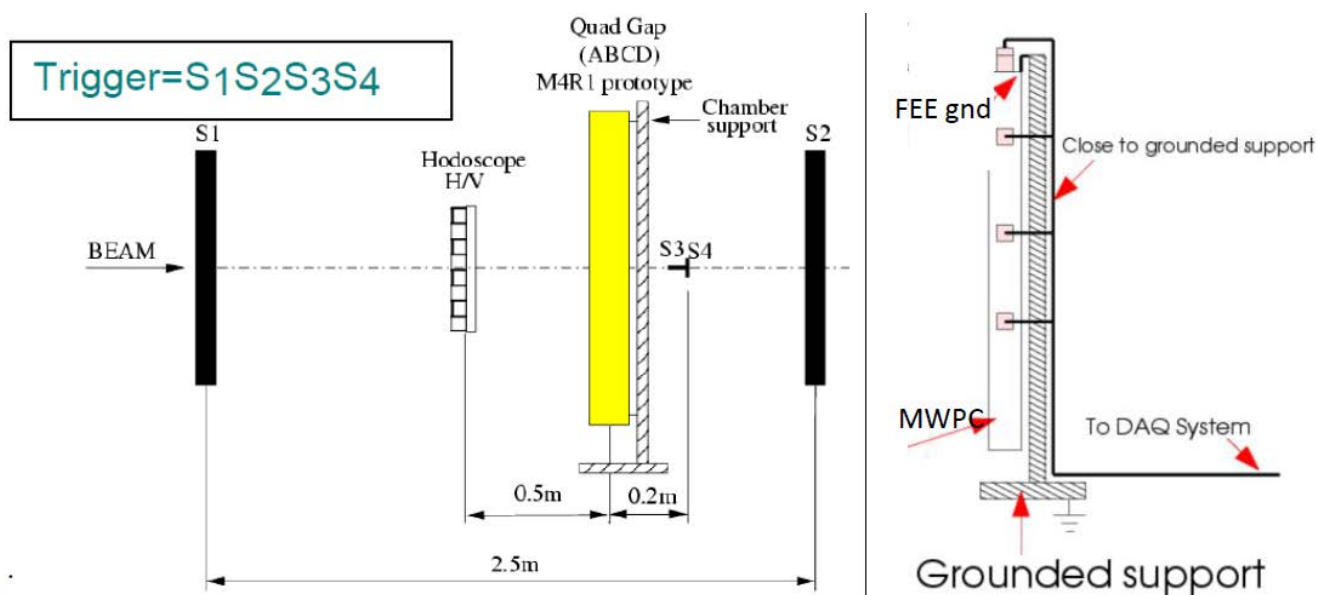 Trigger=S1S2S3S4
Quad Gap
(ABCD)
M4R1 prototype
Chamber
support
S1
S2
Hodoscope
H/V
BEAM
S3S4
0.5m
0.2m
2.5m
FEE gnd
Close to grounded support
MWPC
To DAQ System
Grounded support